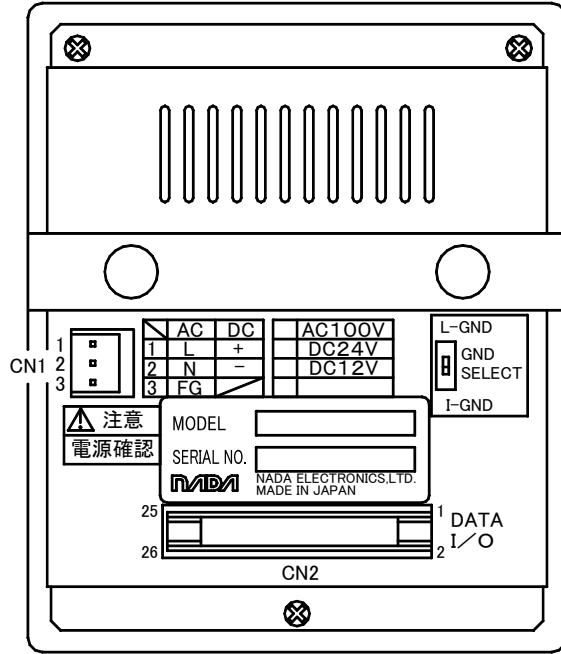 AC DC
1 L +
2 N −
3 FG
AC100V
DC24V
DC12V
L-GND
GND
SELECT
I-GND
CN1
1
2
3
注意
電源確認
MODEL
SERIAL NO.
NADA
NADA ELECTRONICS,LTD.
MADE IN JAPAN
25
26
1
2
DATA
I/O
CN2